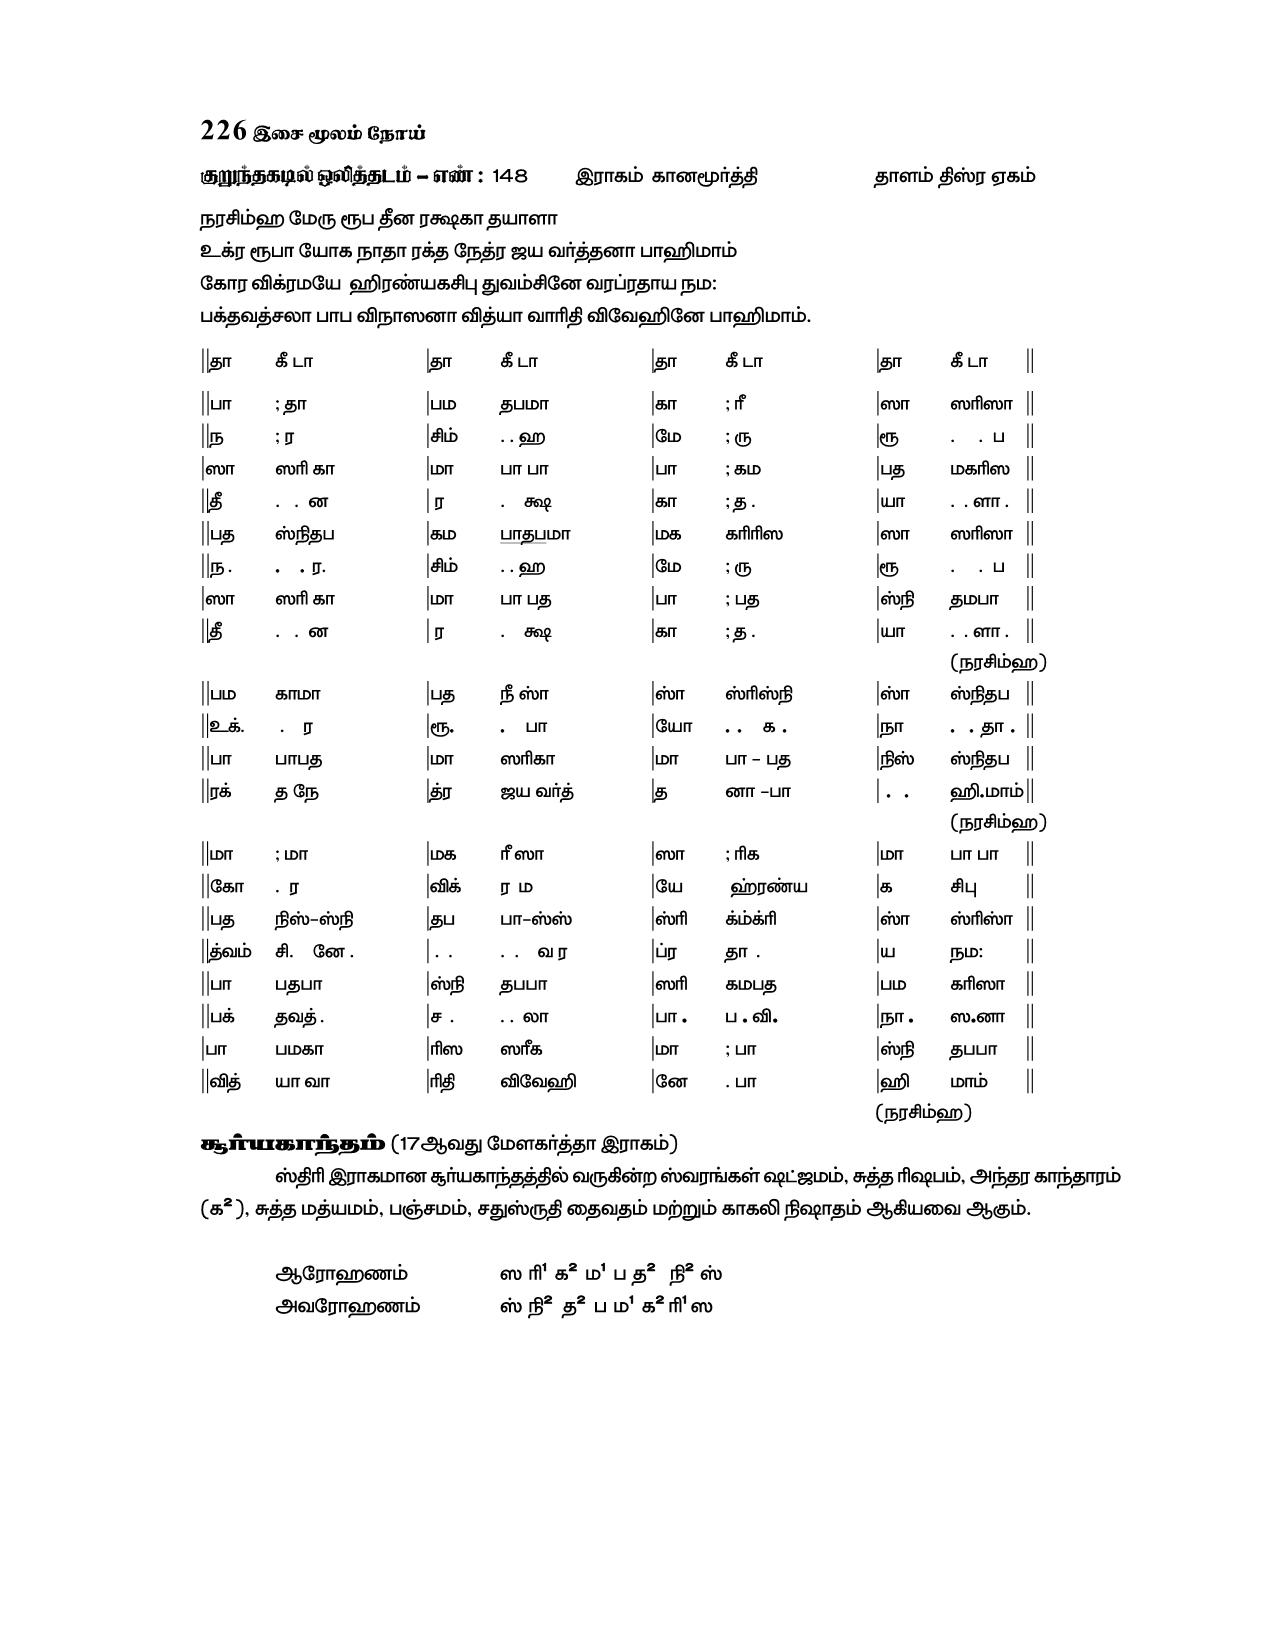 226 இசை மூலம் நோய்
குறுந்தகடில் ஒலித்தடம் – எண் : 148 இராகம் கானமூர்த்தி தாளம் திஸ்ர ஏகம்
நரசிம்ஹ மேரு ரூப தீன ரக்ஷகா தயாளா
உக்ர ரூபா யோக நாதா ரக்த நேத்ர ஜய வர்த்தனா பாஹிமாம்
கோர விக்ரமயே ஹிரண்யகசிபு துவம்சினே வரப்ரதாய நம:
பக்தவத்சலா பாப விநாஸனா வித்யா வாரிதி விவேஹினே பாஹிமாம்.
||தா கீ டா |தா கீ டா |தா கீ டா |தா கீ டா ||
||பா ; தா |பம தபமா |கா ; ரீ |ஸா ஸரிஸா ||
||ந ; ர |சிம் . . ஹ |மே ; ரு |ரூ . . ப ||
|ஸா ஸரி கா |மா பா பா |பா ; கம |பத மகரிஸ ||
||தீ . . ன | ர . க்ஷ |கா ; த . |யா . . ளா . ||
||பத ஸ்நிதப |கம பாதபமா |மக கரிரிஸ |ஸா ஸரிஸா ||
||ந . . . ர. |சிம் . . ஹ |மே ; ரு |ரூ . . ப ||
|ஸா ஸரி கா |மா பா பத |பா ; பத |ஸ்நி தமபா ||
||தீ . . ன | ர . க்ஷ |கா ; த . |யா . . ளா . ||
(நரசிம்ஹ)
||பம காமா |பத நீ ஸா |ஸ்ா ஸ்ரிஸ்நி |ஸ்ா ஸ்நிதப ||
||உக். . ர |ரூ. . பா |யோ . . க . |நா . . தா . ||
||பா பாபத |மா ஸரிகா |மா பா – பத |நிஸ் ஸ்நிதப ||
||ரக் த நே |த்ர ஜய வர்த் |த னா –பா | . . ஹி.மாம்||
(நரசிம்ஹ)
||மா ; மா |மக ரீ ஸா |ஸா ; ரிக |மா பா பா ||
||கோ . ர |விக் ர ம |யே ஹ்ரண்ய |க சிபு ||
||பத நிஸ்–ஸ்நி |தப பா–ஸ்ஸ் |ஸ்ரி க்ம்க்ரி |ஸ்ா ஸ்ரிஸ்ா ||
||த்வம் சி. னே . | . . . . வ ர |ப்ர தா . |ய நம: ||
||பா பதபா |ஸ்நி தபபா |ஸரி கமபத |பம கரிஸா ||
||பக் தவத் . |ச . . . லா |பா . ப . வி. |நா . ஸ.னா ||
|பா பமகா |ரிஸ ஸரீக |மா ; பா |ஸ்நி தபபா ||
||வித் யா வா |ரிதி விவேஹி |னே . பா |ஹி மாம் ||
(நரசிம்ஹ)
சூர்யகாந்தம் (17ஆவது மேளகர்த்தா இராகம்)
ஸ்திரி இராகமான சூர்யகாந்தத்தில் வருகின்ற ஸ்வரங்கள் ஷட்ஜமம், சுத்த ரிஷபம், அந்தர காந்தாரம்
(க²), சுத்த மத்யமம், பஞ்சமம், சதுஸ்ருதி தைவதம் மற்றும் காகலி நிஷாதம் ஆகியவை ஆகும்.
ஆரோஹணம் ஸ ரி¹ க² ம¹ ப த² நி² ஸ்
அவரோஹணம் ஸ் நி² த² ப ம¹ க² ரி¹ ஸ